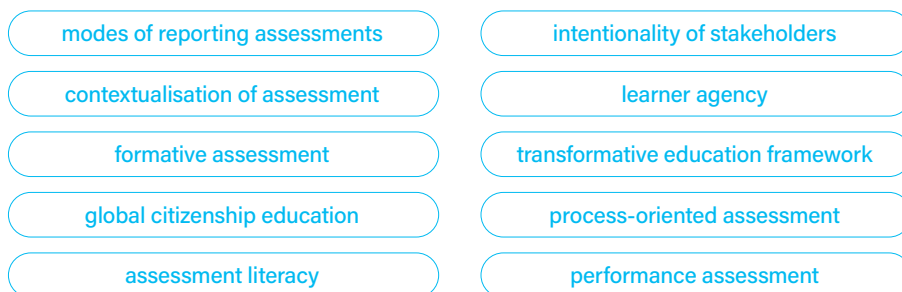 modes of reporting assessments
intentionality of stakeholders
contextualisation of assessment
learner agency
formative assessment
transformative education framework
global citizenship education
process-oriented assessment
assessment literacy
performance assessment